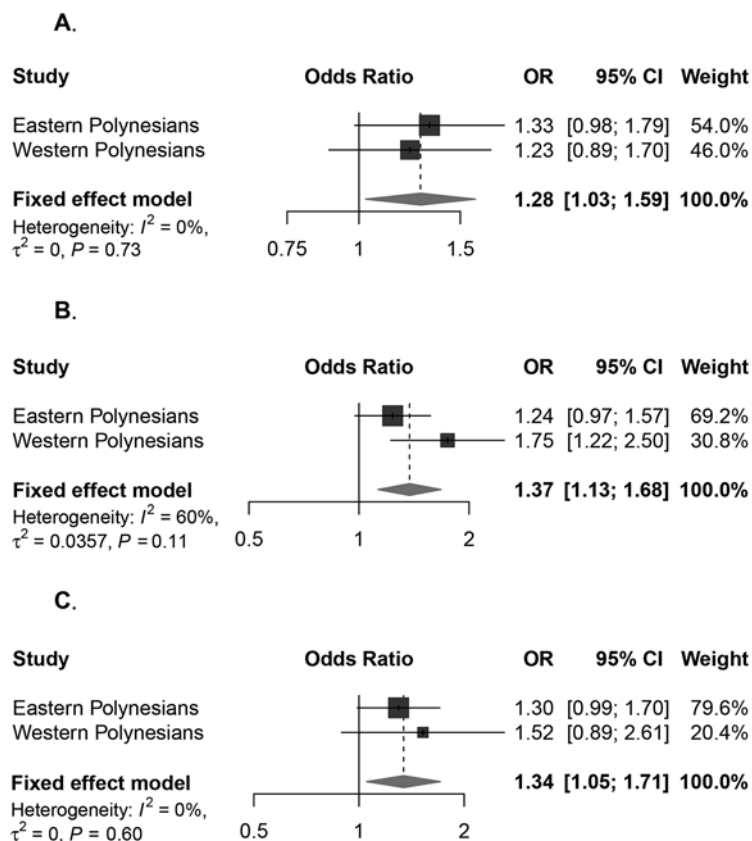 A.
Study Odds Ratio OR 95% CI Weight
Eastern Polynesians 1.33 [0.98; 1.79] 54.0%
Western Polynesians 1.23 [0.89; 1.70] 46.0%
Fixed effect model 1.28 [1.03; 1.59] 100.0%
Heterogeneity: I² = 0%,
τ² = 0, P = 0.73
0.75 1 1.5
B.
Study Odds Ratio OR 95% CI Weight
Eastern Polynesians 1.24 [0.97; 1.57] 69.2%
Western Polynesians 1.75 [1.22; 2.50] 30.8%
Fixed effect model 1.37 [1.13; 1.68] 100.0%
Heterogeneity: I² = 60%,
τ² = 0.0357, P = 0.11
0.5 1 2
C.
Study Odds Ratio OR 95% CI Weight
Eastern Polynesians 1.30 [0.99; 1.70] 79.6%
Western Polynesians 1.52 [0.89; 2.61] 20.4%
Fixed effect model 1.34 [1.05; 1.71] 100.0%
Heterogeneity: I² = 0%,
τ² = 0, P = 0.60
0.5 1 2